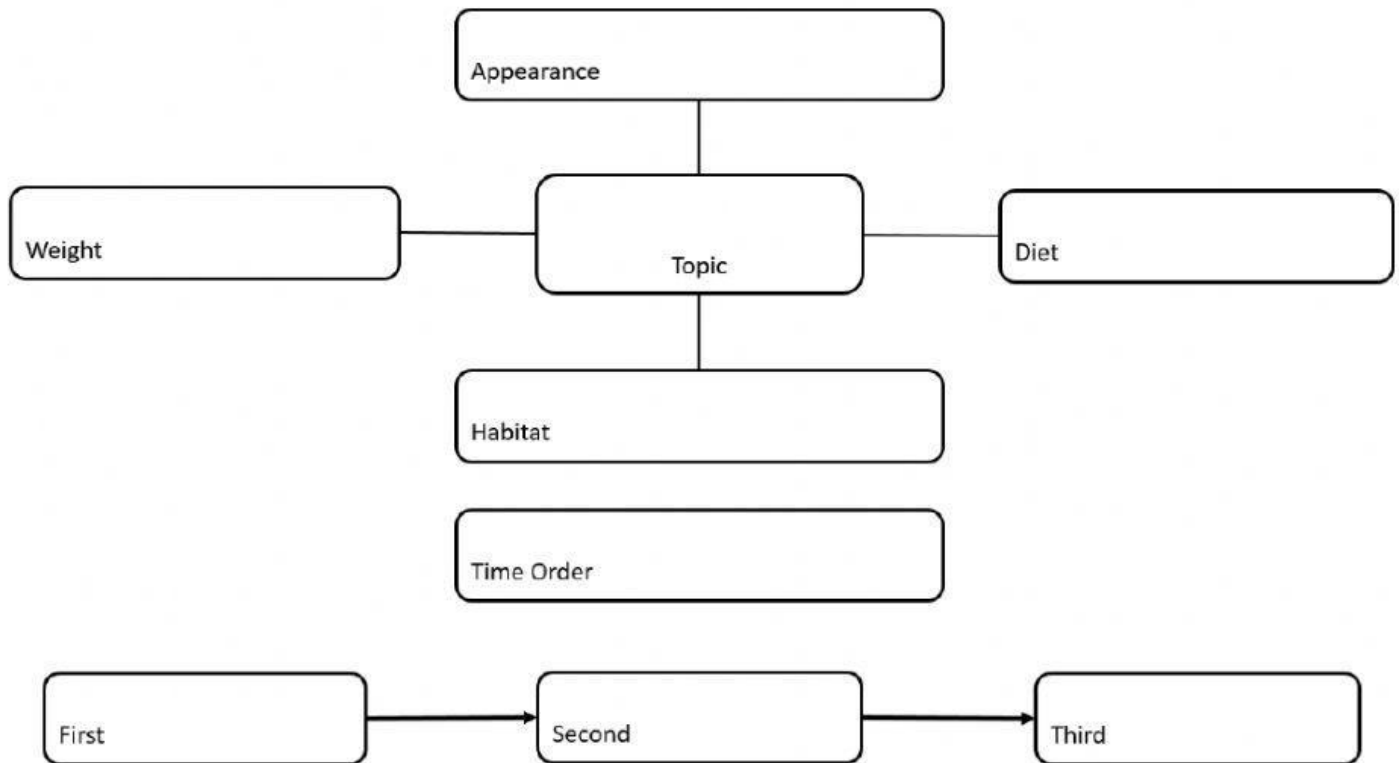 Appearance
Weight
Topic
Diet
Habitat
Time Order
First
Second
Third